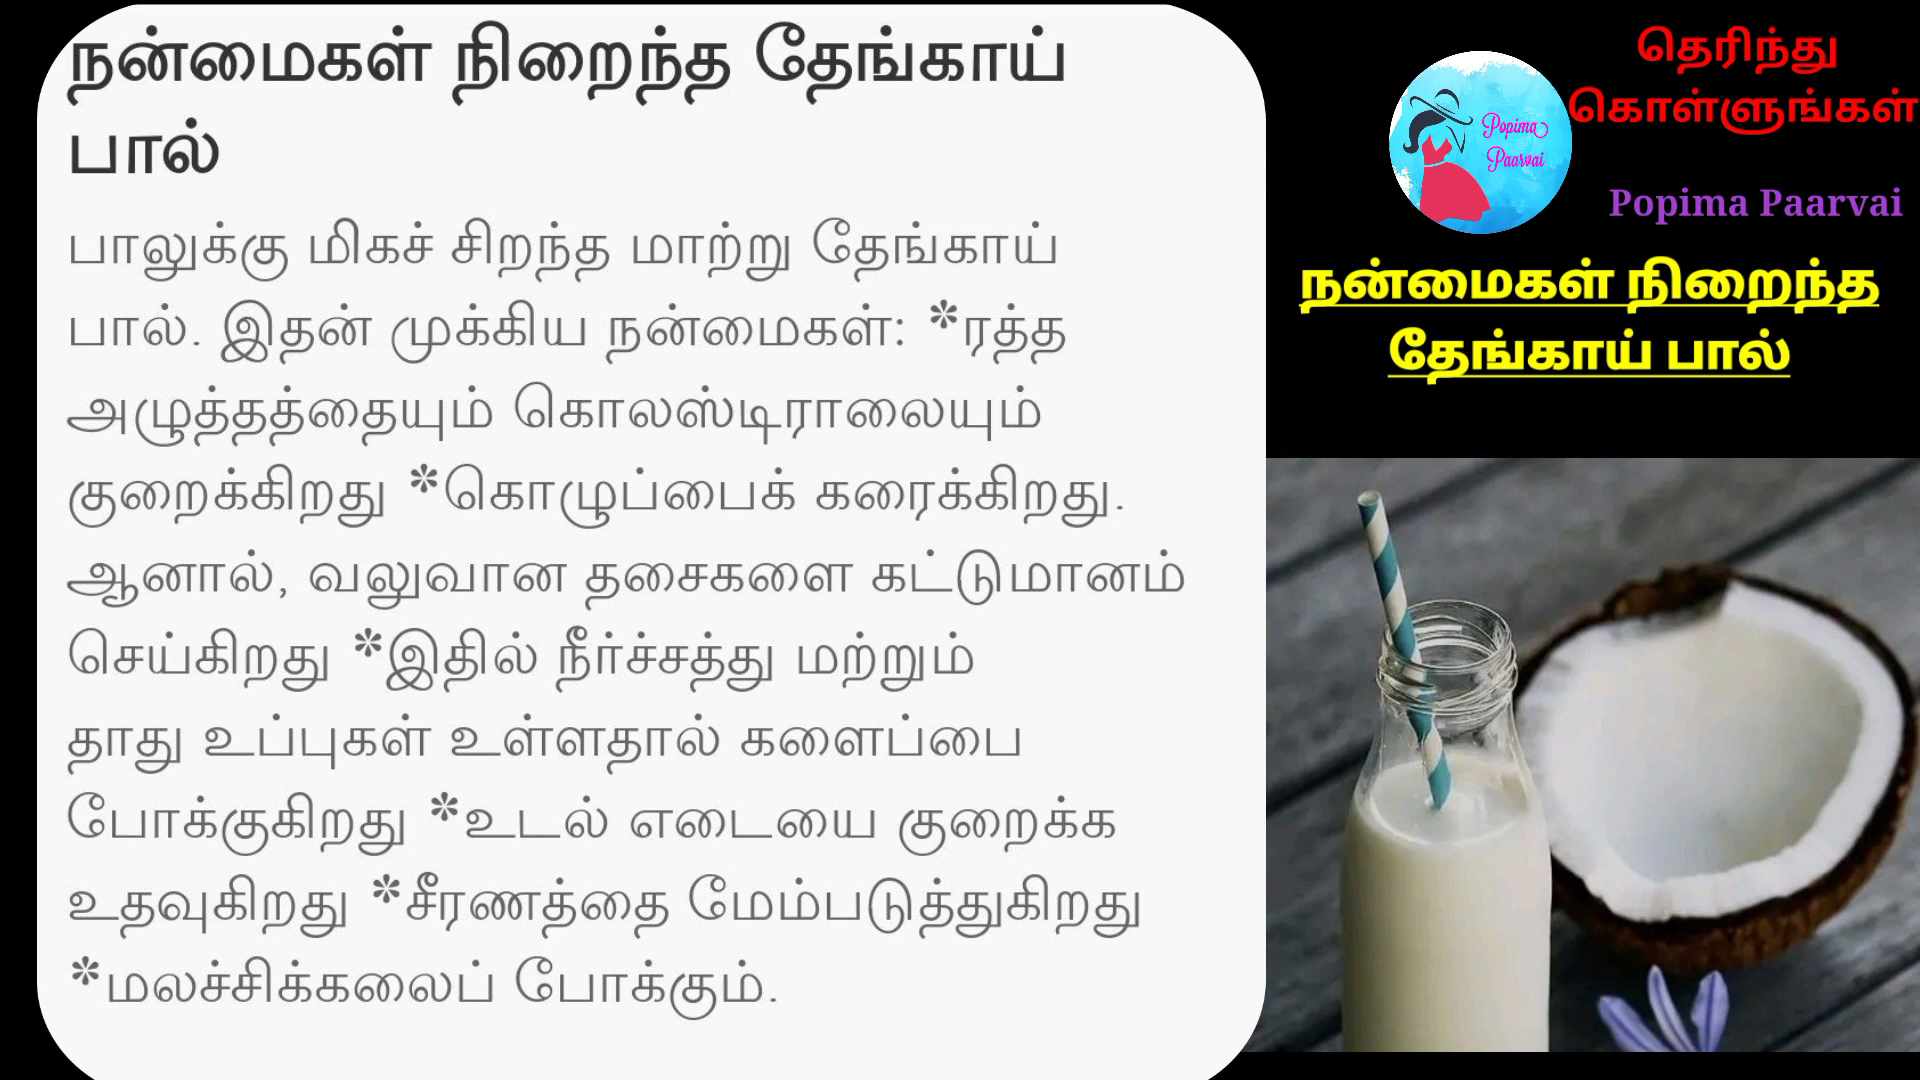 நன்மைகள் நிறைந்த தேங்காய்
பால்
பாலுக்கு மிகச் சிறந்த மாற்று தேங்காய்
பால். இதன் முக்கிய நன்மைகள்: *ரத்த
அழுத்தத்தையும் கொலஸ்டிராலையும்
குறைக்கிறது *கொழுப்பைக் கரைக்கிறது.
ஆனால், வலுவான தசைகளை கட்டுமானம்
செய்கிறது *இதில் நீர்ச்சத்து மற்றும்
தாது உப்புகள் உள்ளதால் களைப்பை
போக்குகிறது *உடல் எடையை குறைக்க
உதவுகிறது *சீரணத்தை மேம்படுத்துகிறது
*மலச்சிக்கலைப் போக்கும்.
தெரிந்து
கொள்ளுங்கள்
Popima
Paarvai
Popima Paarvai
நன்மைகள் நிறைந்த
தேங்காய் பால்